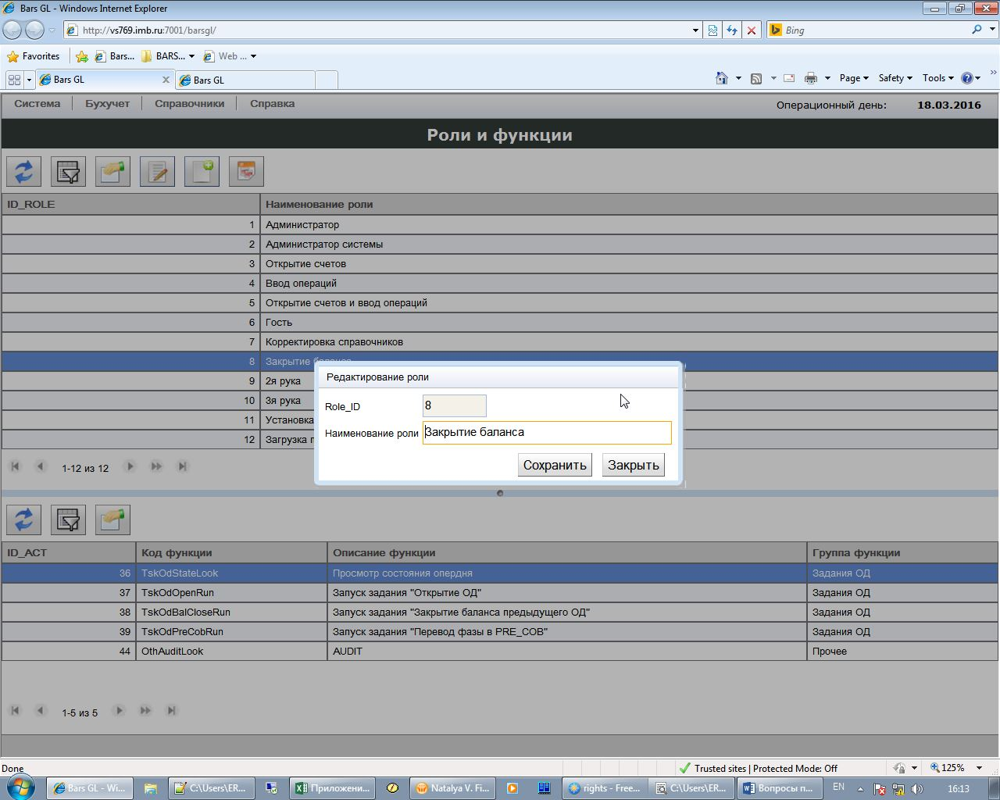 Bars GL - Windows Internet Explorer
http://vs769.imb.ru:7001/barsgl/
Bing
Favorites Bars... BARS... Web ...
Bars GL Bars GL Page Safety Tools
Система Бухучет Справочники Справка Операционный день: 18.03.2016
Роли и функции
ID_ROLE Наименование роли
1 Администратор
2 Администратор системы
3 Открытие счетов
4 Ввод операций
5 Открытие счетов и ввод операций
6 Гость
7 Корректировка справочников
8 Закрытие баланса
9 2я рука
10 3я рука
11 Установка
12 Загрузка
Редактирование роли
Role_ID 8
Наименование роли Закрытие баланса
Сохранить Закрыть
1-12 из 12
ID_ACT Код функции Описание функции Группа функции
36 TskOdStateLook Просмотр состояния опердня Задания ОД
37 TskOdOpenRun Запуск задания "Открытие ОД" Задания ОД
38 TskOdBalCloseRun Запуск задания "Закрытие баланса предыдущего ОД" Задания ОД
39 TskOdPreCobRun Запуск задания "Перевод фазы в PRE_COB" Задания ОД
44 OthAuditLook AUDIT Прочее
1-5 из 5
Done Trusted sites | Protected Mode: Off 125%
Bars GL - Wi... C:\Users\ER... Приложени... Natalya V. Fi... rights - Free... C:\Users\ER... Вопросы п... EN 16:13